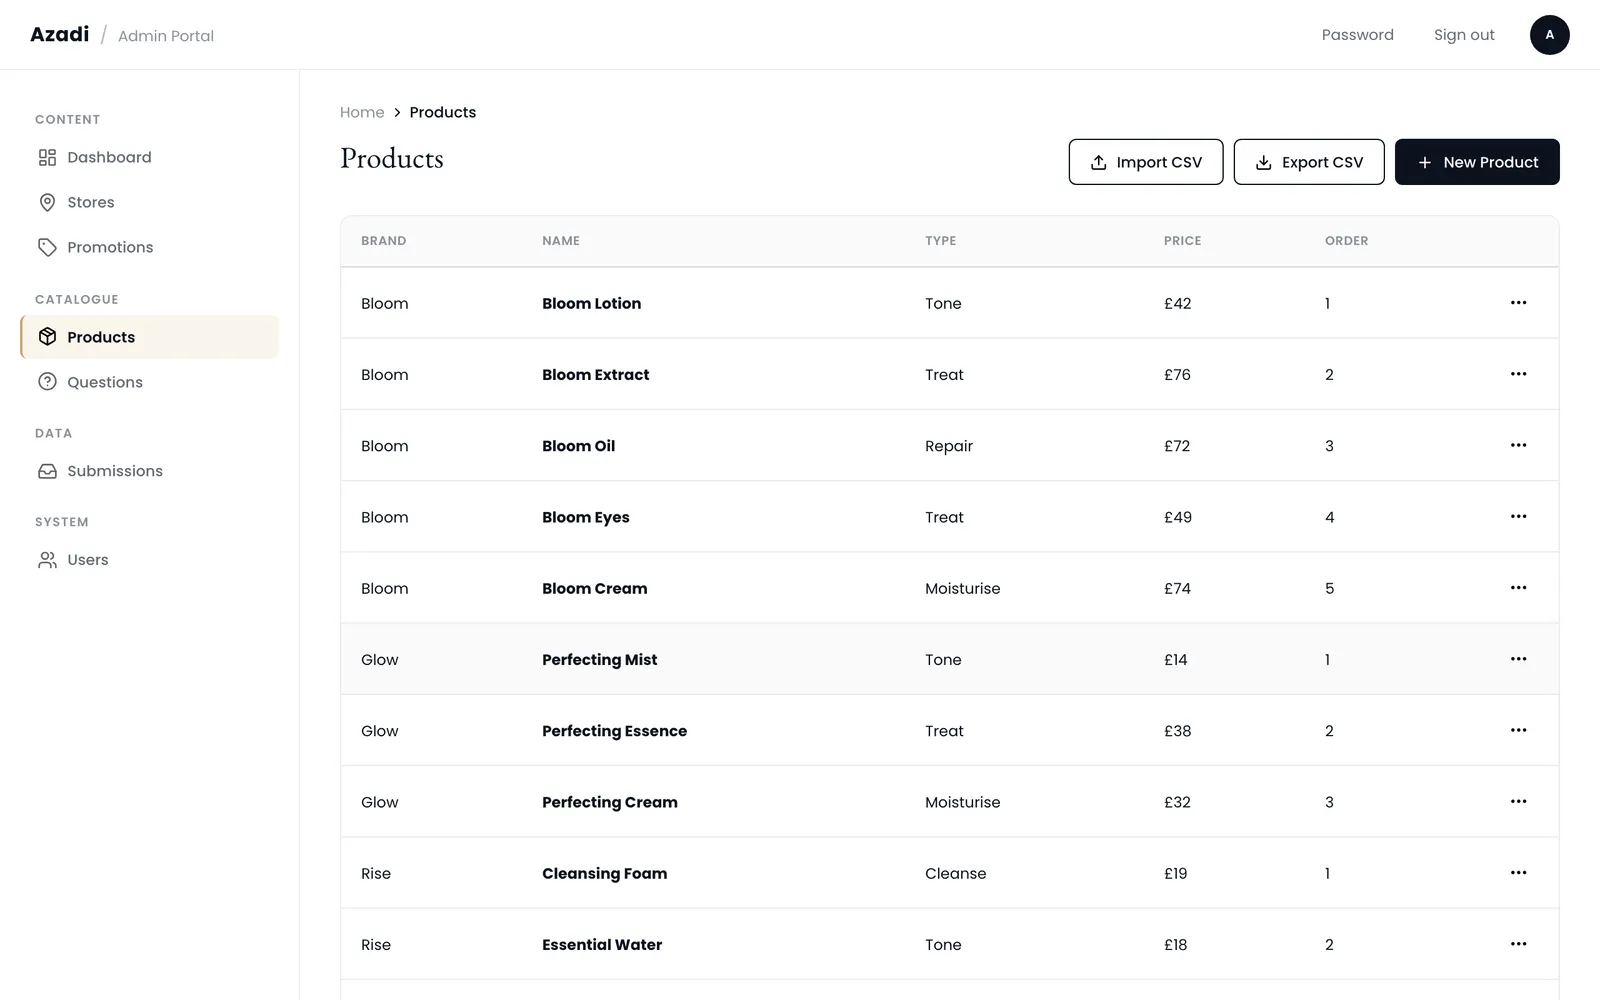 Azadi / Admin Portal
Password
Sign out
A
CONTENT
Dashboard
Stores
Promotions
CATALOGUE
Products
Questions
DATA
Submissions
SYSTEM
Users
Home > Products
Products
Import CSV
Export CSV
+ New Product
BRAND NAME TYPE PRICE ORDER
Bloom Bloom Lotion Tone £42 1
Bloom Bloom Extract Treat £76 2
Bloom Bloom Oil Repair £72 3
Bloom Bloom Eyes Treat £49 4
Bloom Bloom Cream Moisturise £74 5
Glow Perfecting Mist Tone £14 1
Glow Perfecting Essence Treat £38 2
Glow Perfecting Cream Moisturise £32 3
Rise Cleansing Foam Cleanse £19 1
Rise Essential Water Tone £18 2